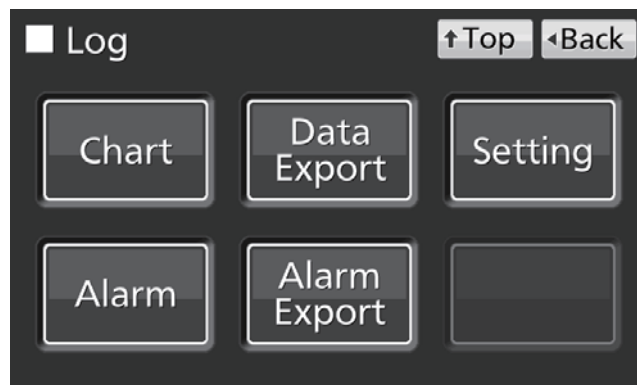 Log
↑Top
◂Back
Chart
Data
Export
Setting
Alarm
Alarm
Export